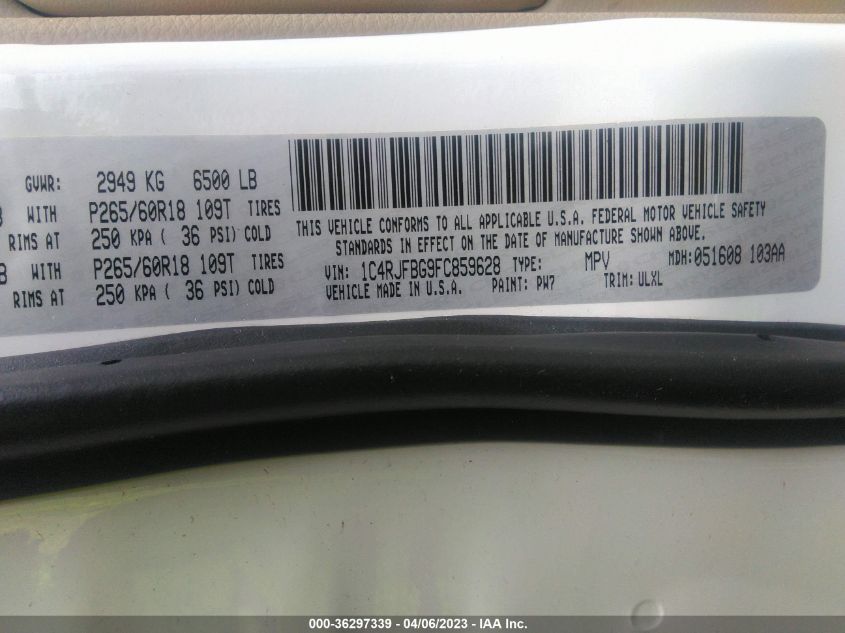 GVWR: 2949 KG 6500 LB
WITH P265/60R18 109T TIRES
RIMS AT 250 KPA ( 36 PSI) COLD
B WITH P265/60R18 109T TIRES
RIMS AT 250 KPA ( 36 PSI) COLD
THIS VEHICLE CONFORMS TO ALL APPLICABLE U.S.A. FEDERAL MOTOR VEHICLE SAFETY
STANDARDS IN EFFECT ON THE DATE OF MANUFACTURE SHOWN ABOVE.
VIN: 1C4RJFBG9FC859628 TYPE: MPV MDH:051608 103AA
VEHICLE MADE IN U.S.A. PAINT: PW7 TRIM: ULXL
000-36297339 - 04/06/2023 - IAA Inc.